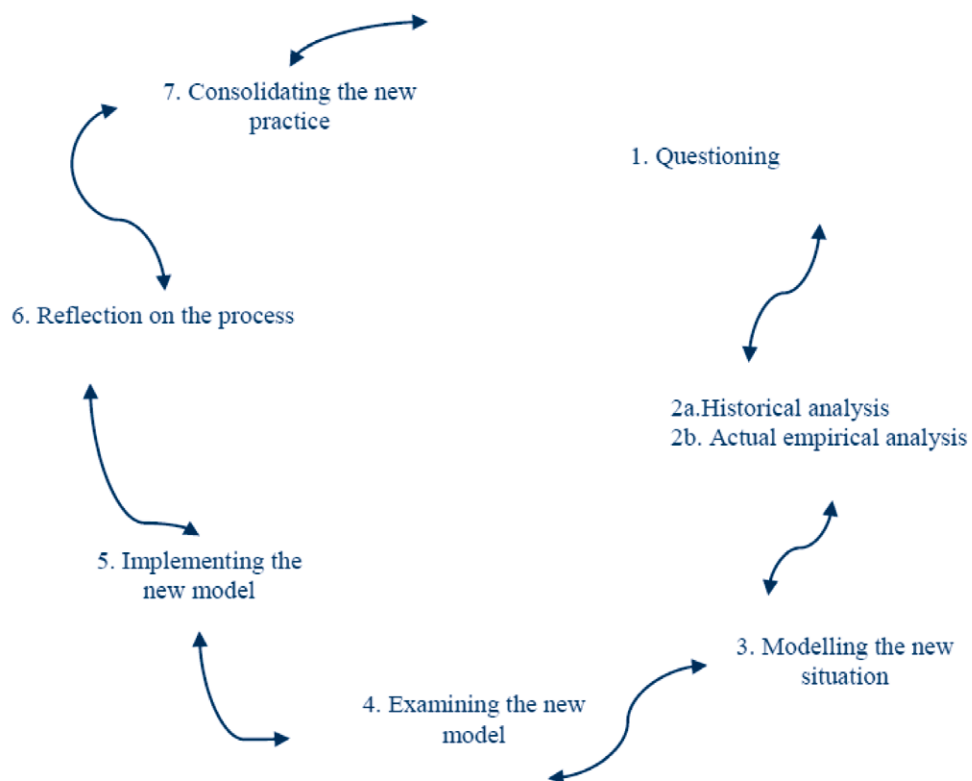 7. Consolidating the new
practice
1. Questioning
6. Reflection on the process
2a.Historical analysis
2b. Actual empirical analysis
5. Implementing the
new model
3. Modelling the new
situation
4. Examining the new
model